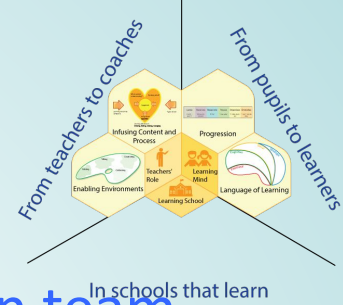 From teachers to coaches
From pupils to learners
Infusing Content and
Process
Progression
Enabling Environments
Teachers'
Role
Learning
Mind
Language of Learning
Learning School
In schools that learn